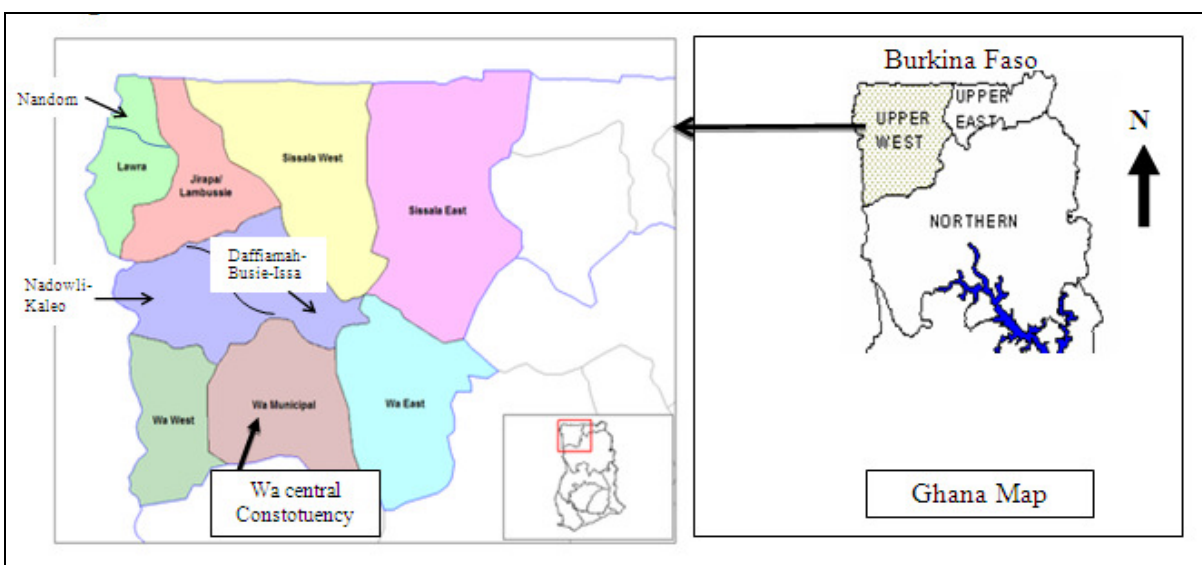 Nandom
Lawra
Jirapa/
Lambussie
Sissala West
Sissala East
Daffiamah-
Busie-Issa
Nadowli-
Kaleo
Wa West
Wa Municipal
Wa East
Wa central
Constotuency
Burkina Faso
UPPER
EAST
UPPER
WEST
N
NORTHERN
Ghana Map